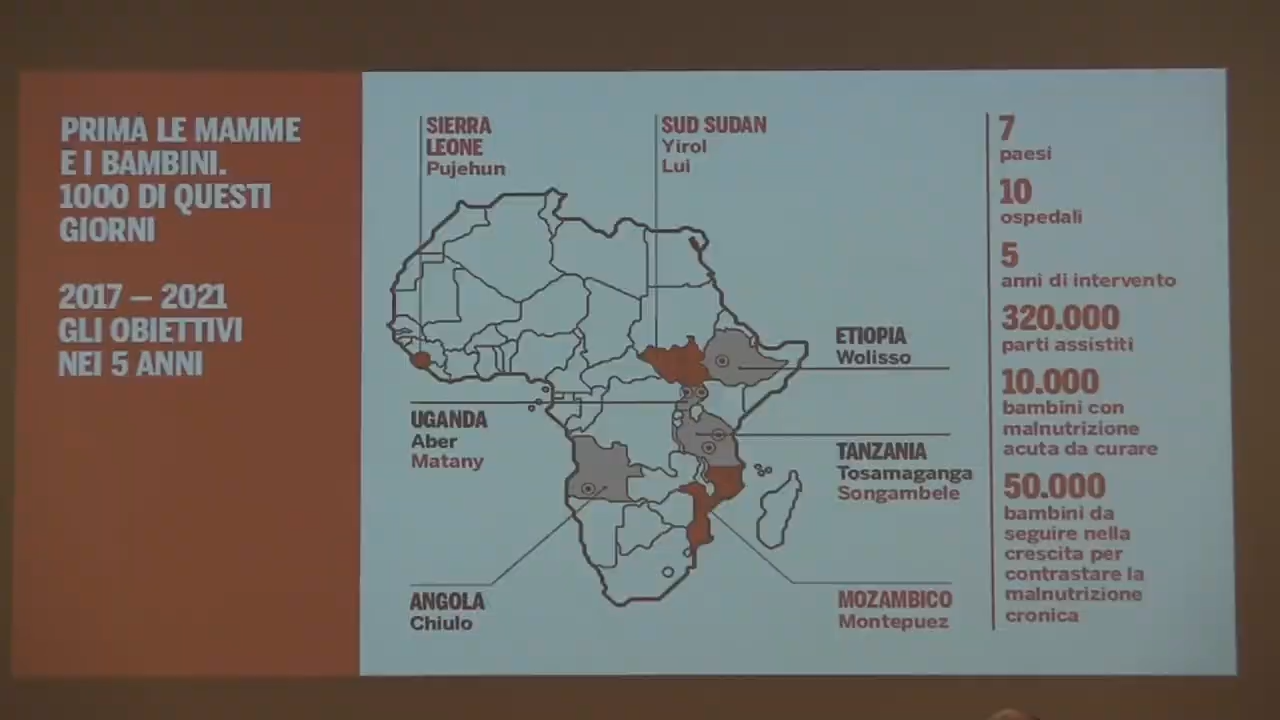 PRIMA LE MAMME
E I BAMBINI.
1000 DI QUESTI
GIORNI
2017 – 2021
GLI OBIETTIVI
NEI 5 ANNI
SIERRA
LEONE
Pujehun
SUD SUDAN
Yirol
Lui
ETIOPIA
Wolisso
UGANDA
Aber
Matany
TANZANIA
Tosamaganga
Songambele
ANGOLA
Chiulo
MOZAMBICO
Montepuez
7
paesi
10
ospedali
5
anni di intervento
320.000
parti assistiti
10.000
bambini con
malnutrizione
acuta da curare
50.000
bambini da
seguire nella
crescita per
contrastare la
malnutrizione
cronica